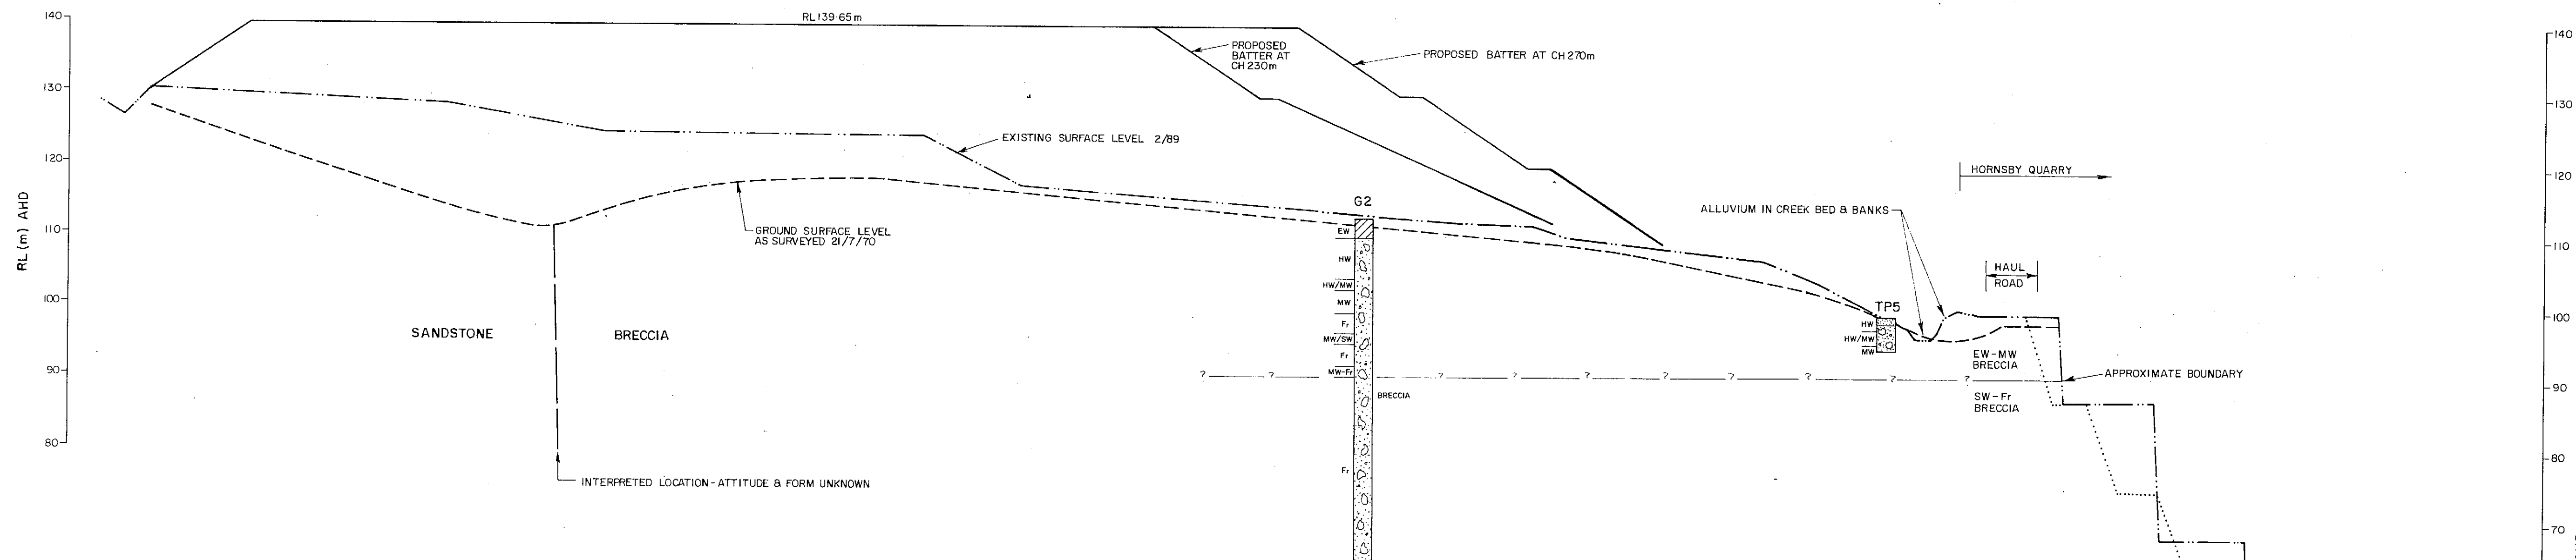 RL139·65m
140
130
120
110
100
90
80
RL (m) AHD
PROPOSED
BATTER AT
CH 230m
PROPOSED BATTER AT CH 270m
EXISTING SURFACE LEVEL 2/89
GROUND SURFACE LEVEL
AS SURVEYED 21/7/70
SANDSTONE
BRECCIA
INTERPRETED LOCATION-ATTITUDE & FORM UNKNOWN
G2
EW
HW
HW/MW
MW
Fr
MW/SW
Fr
MW-Fr
Fr
BRECCIA
? ? ? ? ? ? ? ? ? ?
HORNSBY QUARRY
ALLUVIUM IN CREEK BED & BANKS
HAUL
ROAD
TP5
HW
HW/MW
MW
EW-MW
BRECCIA
SW-Fr
BRECCIA
APPROXIMATE BOUNDARY
140
130
120
110
100
90
80
70